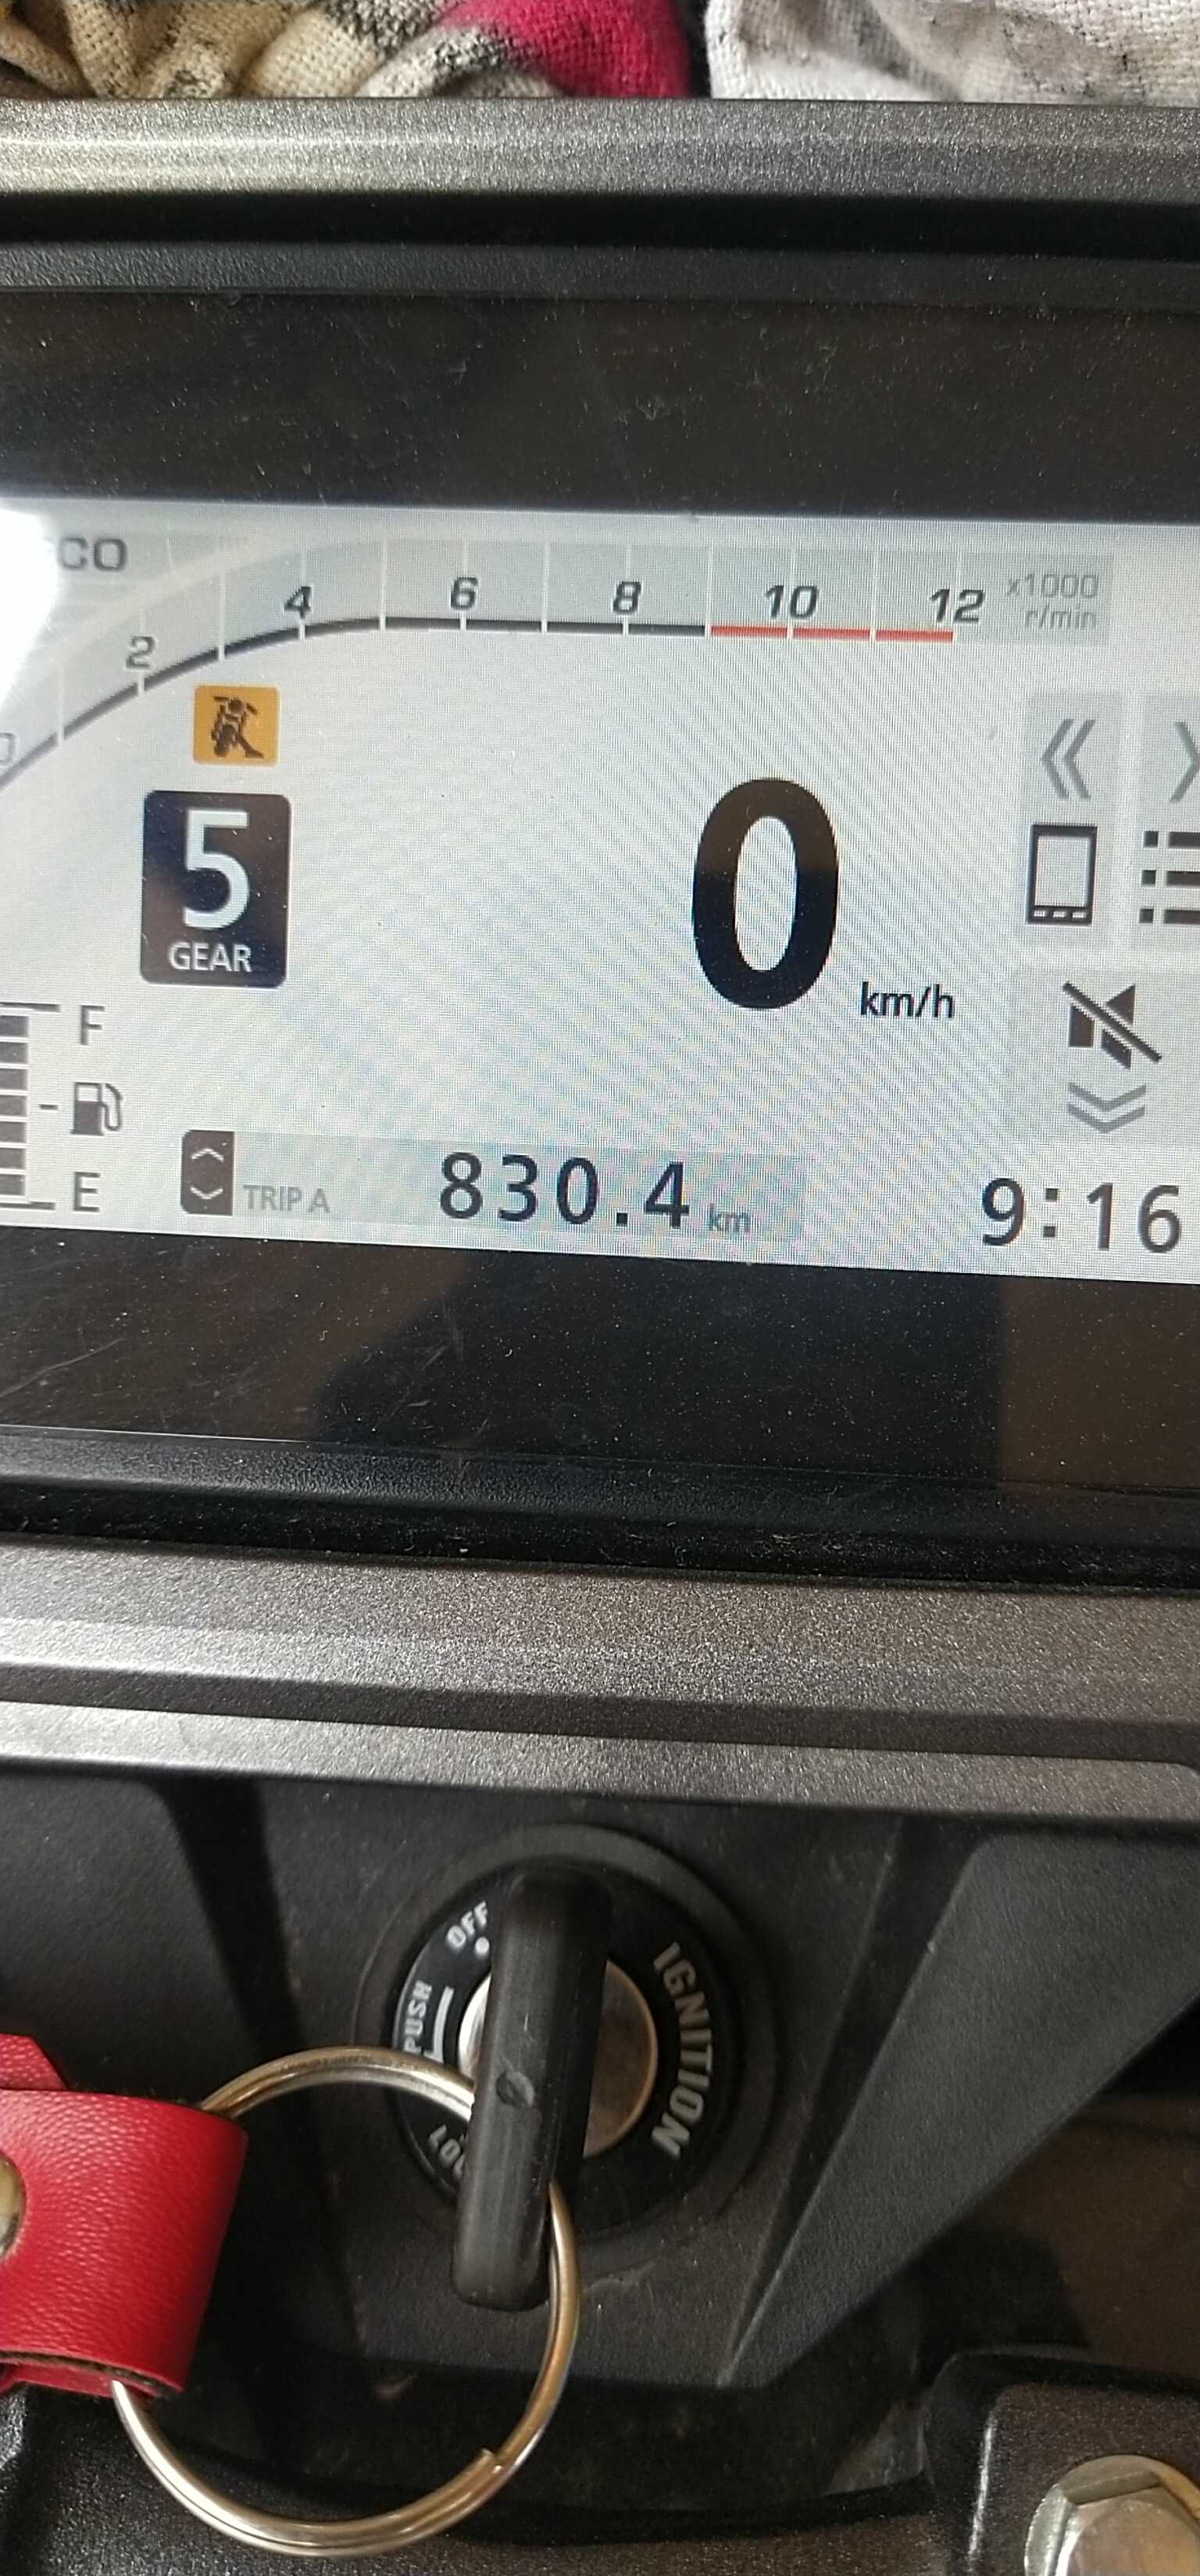 CO
0 2 4 6 8 10 12 x1000
r/min
5
GEAR
0 km/h
F
E
TRIP A 830.4 km 9:16
OFF
IGNITION
PUSH